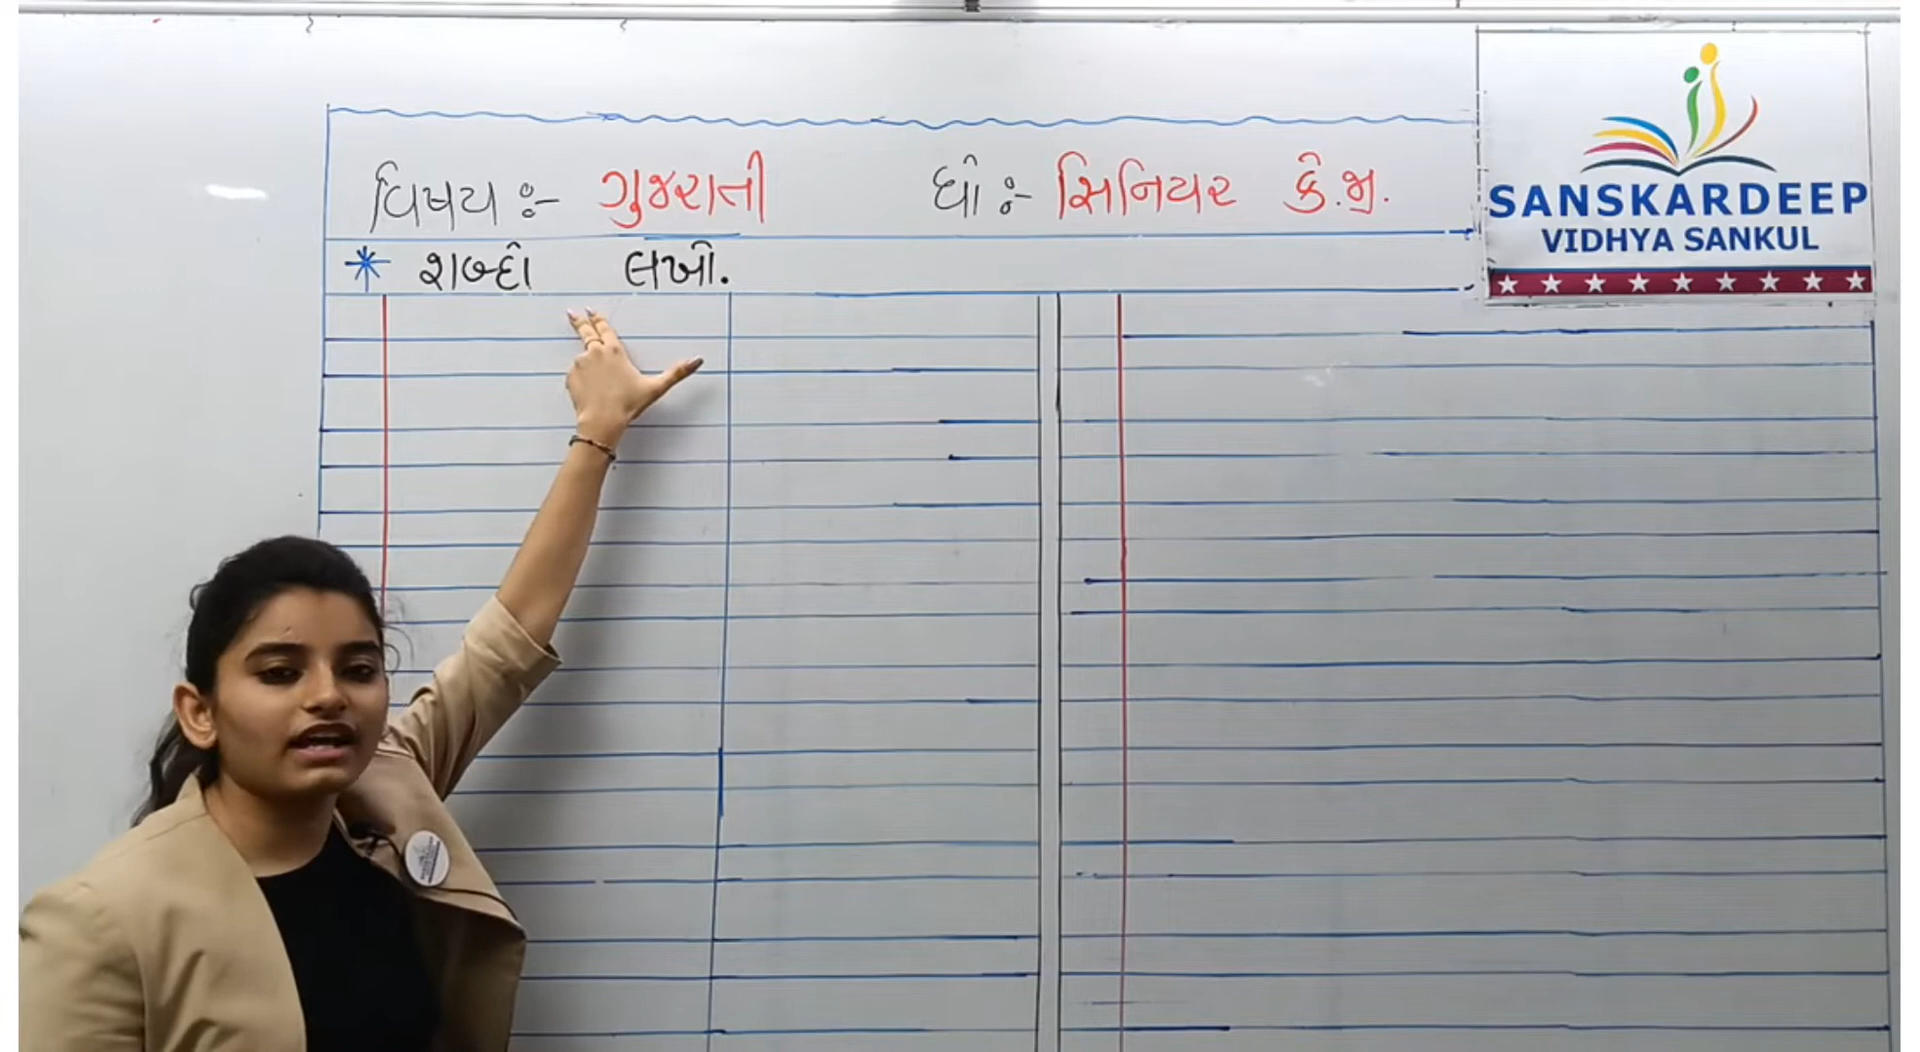 વિષય :- ગુજરાતી ધો :- સિનિયર કે.જી.
* શબ્દો લખો.
SANSKARDEEP
VIDHYA SANKUL